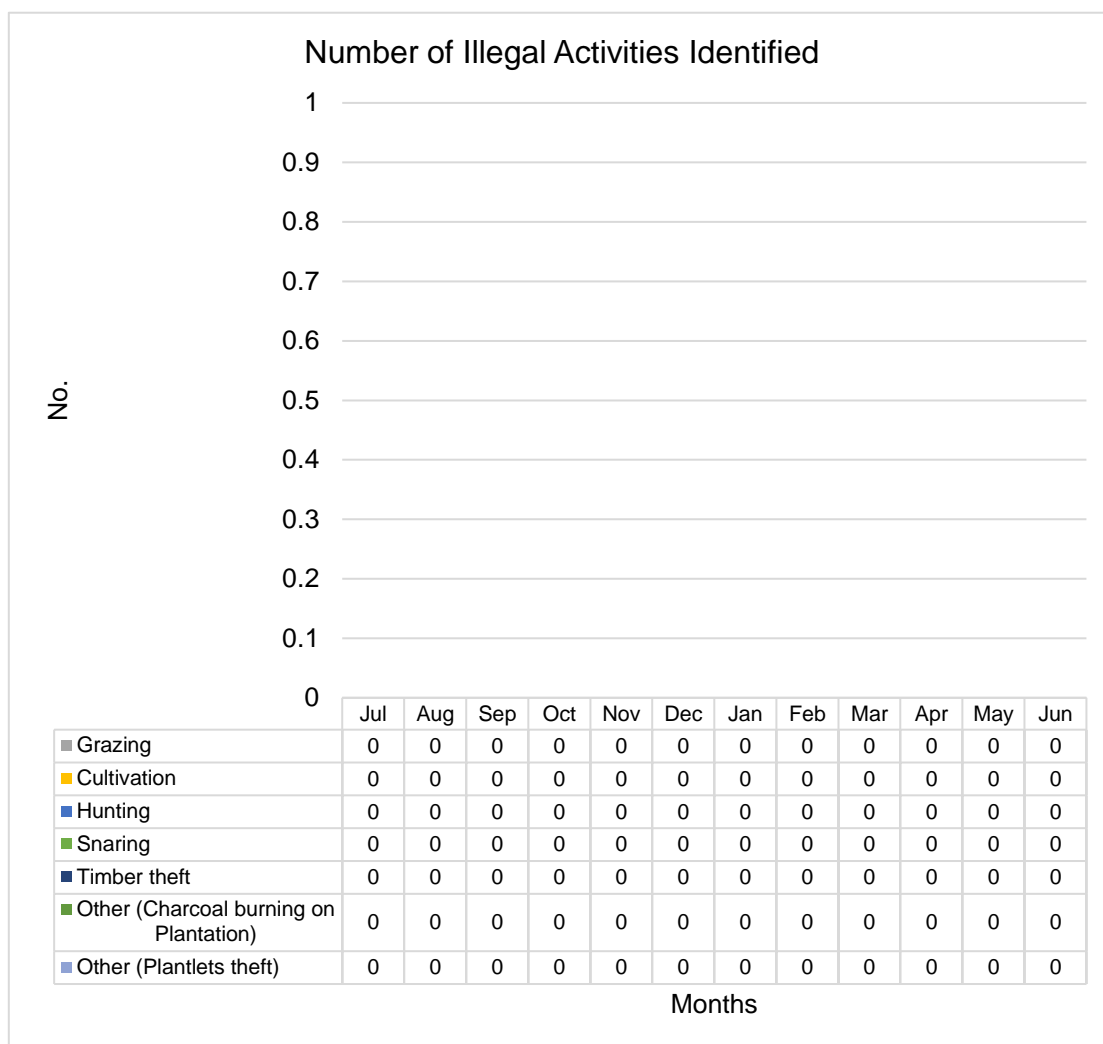 Number of Illegal Activities Identified
1
0.9
0.8
0.7
0.6
0.5
0.4
0.3
0.2
0.1
0
No.
Jul Aug Sep Oct Nov Dec Jan Feb Mar Apr May Jun
Grazing 0 0 0 0 0 0 0 0 0 0 0 0
Cultivation 0 0 0 0 0 0 0 0 0 0 0 0
Hunting 0 0 0 0 0 0 0 0 0 0 0 0
Snaring 0 0 0 0 0 0 0 0 0 0 0 0
Timber theft 0 0 0 0 0 0 0 0 0 0 0 0
Other (Charcoal burning on
Plantation) 0 0 0 0 0 0 0 0 0 0 0 0
Other (Plantlets theft) 0 0 0 0 0 0 0 0 0 0 0 0
Months